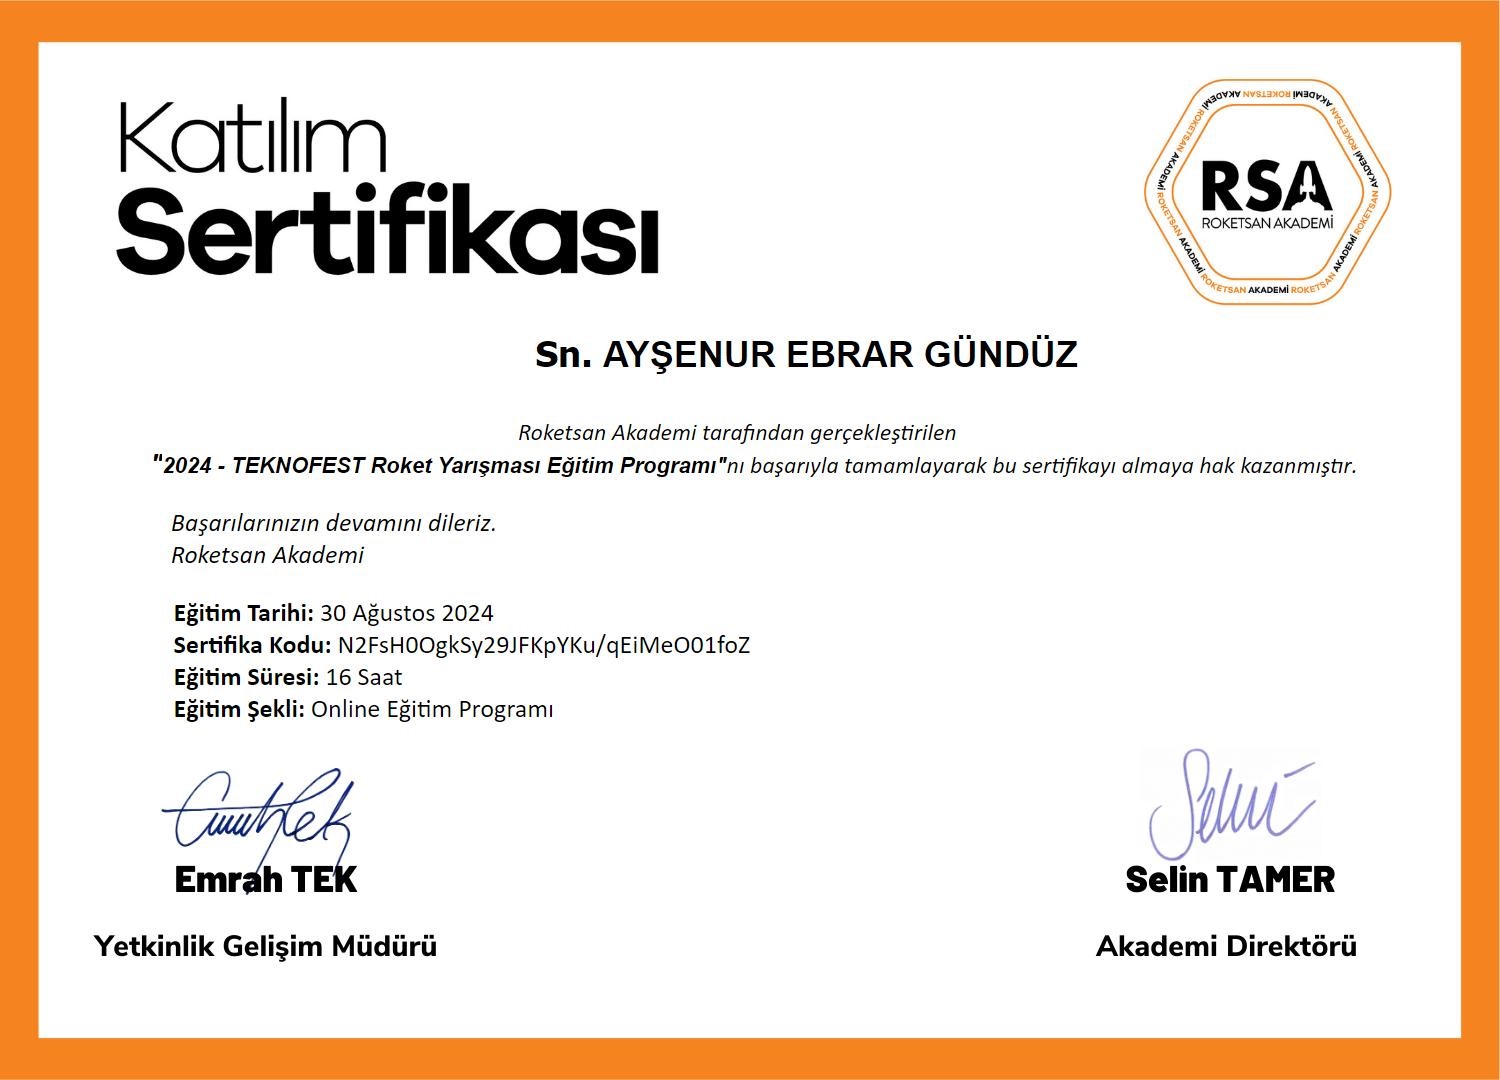 Katılım
Sertifikası
AKADEMİ ROKETSAN AKADEMİ ROKETSAN AKADEMİ ROKETSAN AKADEMİ ROKETSAN AKADEMİ ROKETSAN AKADEMİ ROKETSAN
RSA
ROKETSAN AKADEMİ
Sn. AYŞENUR EBRAR GÜNDÜZ
Roketsan Akademi tarafından gerçekleştirilen
"2024 - TEKNOFEST Roket Yarışması Eğitim Programı"nı başarıyla tamamlayarak bu sertifikayı almaya hak kazanmıştır.
Başarılarınızın devamını dileriz.
Roketsan Akademi
Eğitim Tarihi: 30 Ağustos 2024
Sertifika Kodu: N2FsH0OgkSy29JFKpYKu/qEiMeO01foZ
Eğitim Süresi: 16 Saat
Eğitim Şekli: Online Eğitim Programı
Emrah TEK
Selin TAMER
Yetkinlik Gelişim Müdürü
Akademi Direktörü